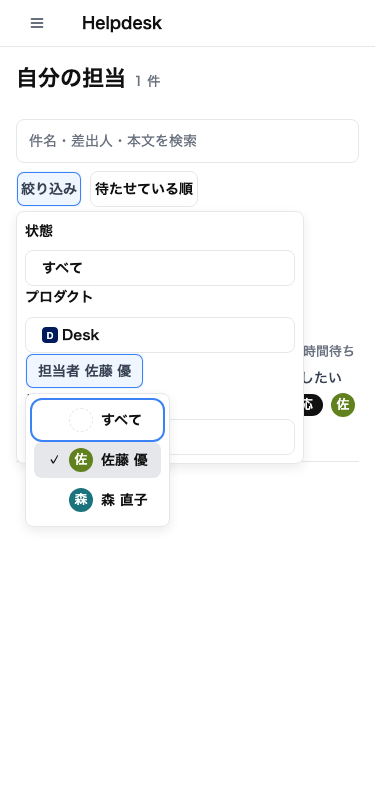 Helpdesk
自分の担当 1 件
件名・差出人・本文を検索
絞り込み 待たせている順
状態
すべて
プロダクト
D Desk
時間待ち
担当者 佐藤 優
したい
応 佐
すべて
✓ 佐 佐藤 優
森 森 直子